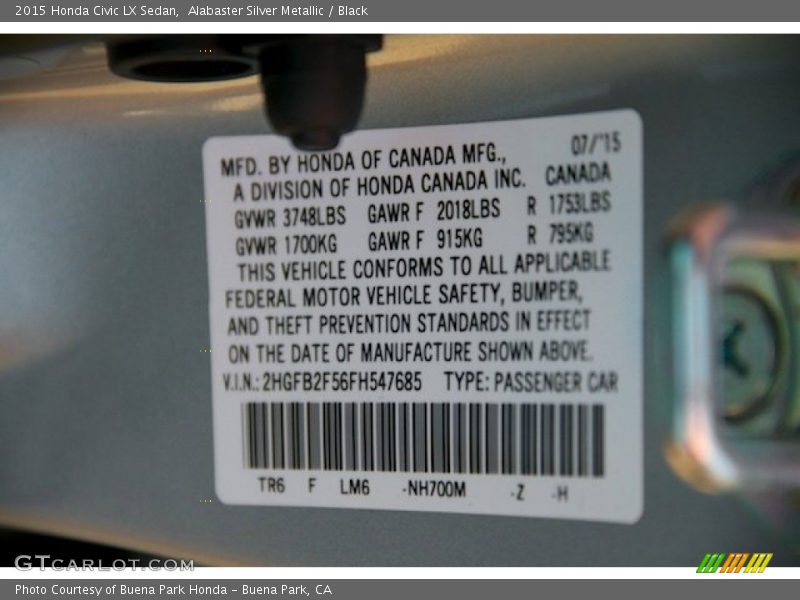 2015 Honda Civic LX Sedan, Alabaster Silver Metallic / Black
07/'15
MFD. BY HONDA OF CANADA MFG.,
A DIVISION OF HONDA CANADA INC. CANADA
GVWR 3748LBS GAWR F 2018LBS R 1753LBS
GVWR 1700KG GAWR F 915KG R 795KG
THIS VEHICLE CONFORMS TO ALL APPLICABLE
FEDERAL MOTOR VEHICLE SAFETY, BUMPER,
AND THEFT PREVENTION STANDARDS IN EFFECT
ON THE DATE OF MANUFACTURE SHOWN ABOVE.
V.I.N.: 2HGFB2F56FH547685 TYPE: PASSENGER CAR
TR6 F LM6 -NH700M -Z -H
GTCARLOT.COM
Photo Courtesy of Buena Park Honda – Buena Park, CA